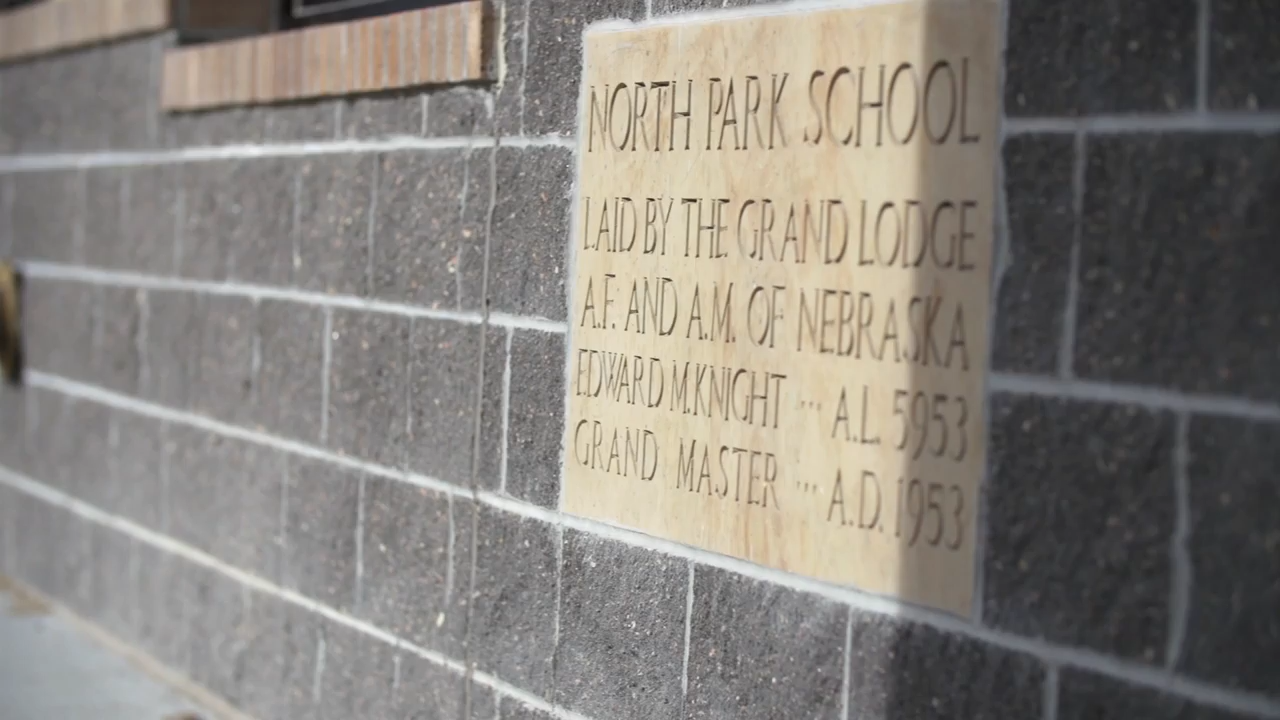 NORTH PARK SCHOOL
LAID BY THE GRAND LODGE
A.F. AND A.M. OF NEBRASKA
EDWARD M.KNIGHT ... A.L. 5953
GRAND MASTER ... A.D. 1953